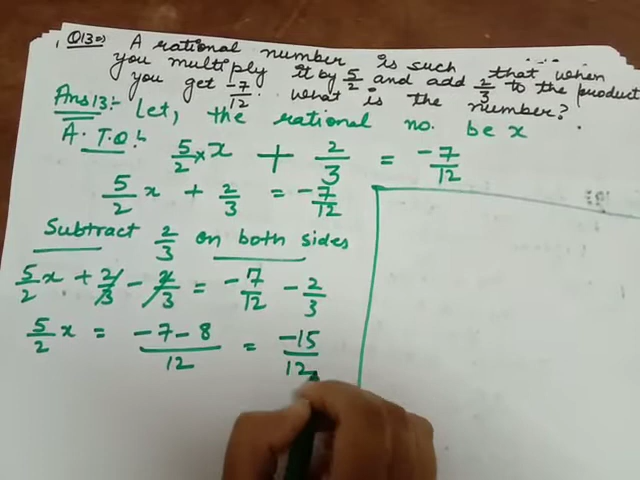 Q13⇒ A rational number is such that when
you multiply it by 5/2 and add 2/3 to the product
you get -7/12. What is the number?
Ans13:- Let, the rational no. be x
A.T.Q:-
5/2 × x + 2/3 = -7/12
5/2 x + 2/3 = -7/12
Subtract 2/3 on both sides
5/2 x + 2/3 - 2/3 = -7/12 - 2/3
5/2 x = -7-8/12 = -15/12